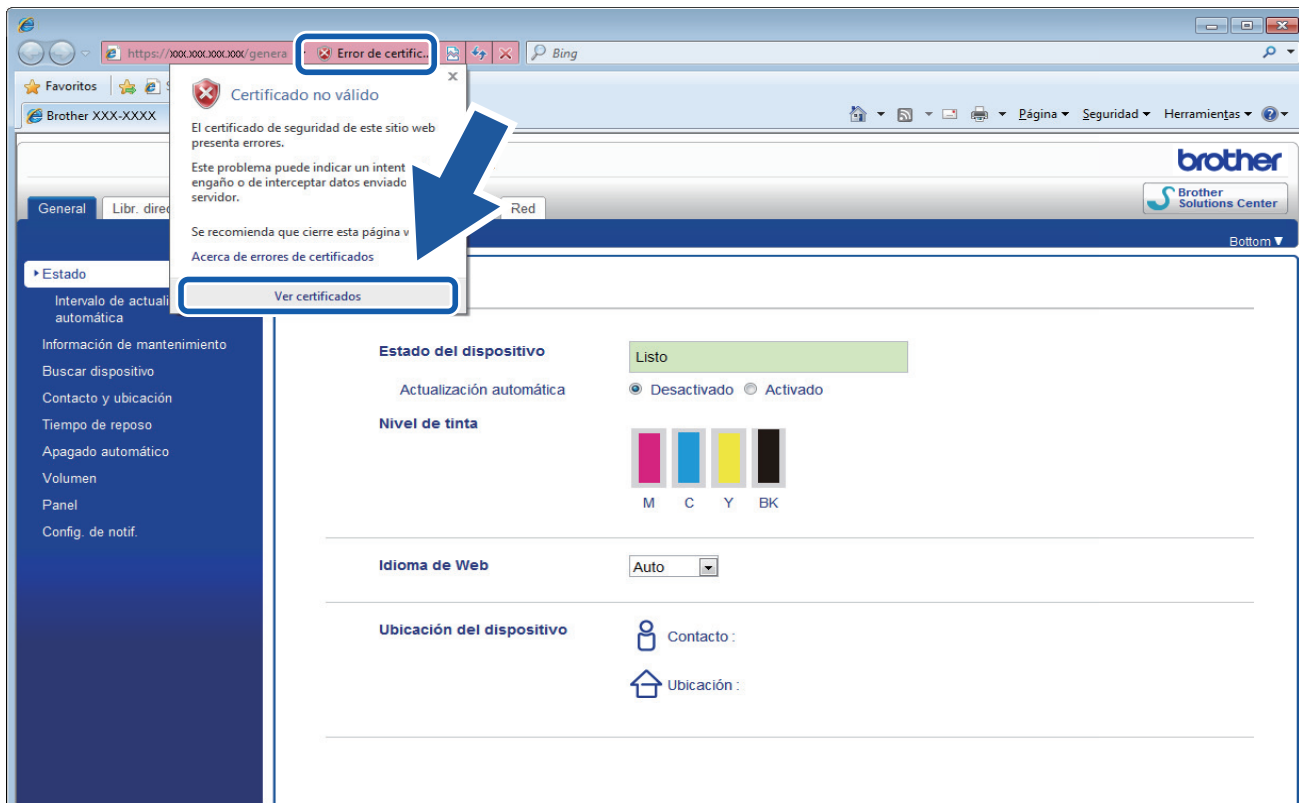 https://xxx.xxx.xxx.xxx/genera
Error de certific...
Bing
Favoritos
Brother XXX-XXXX
Página
Seguridad
Herramientas
Certificado no válido
El certificado de seguridad de este sitio web
presenta errores.
Este problema puede indicar un intent
engaño o de interceptar datos enviado
servidor.
Se recomienda que cierre esta página
Acerca de errores de certificados
Ver certificados
brother
Brother
Solutions Center
General
Libr. direc
Red
Bottom▼
Estado
Intervalo de actuali
automática
Información de mantenimiento
Buscar dispositivo
Contacto y ubicación
Tiempo de reposo
Apagado automático
Volumen
Panel
Config. de notif.
Estado del dispositivo
Listo
Actualización automática
Desactivado
Activado
Nivel de tinta
M C Y BK
Idioma de Web
Auto
Ubicación del dispositivo
Contacto :
Ubicación :